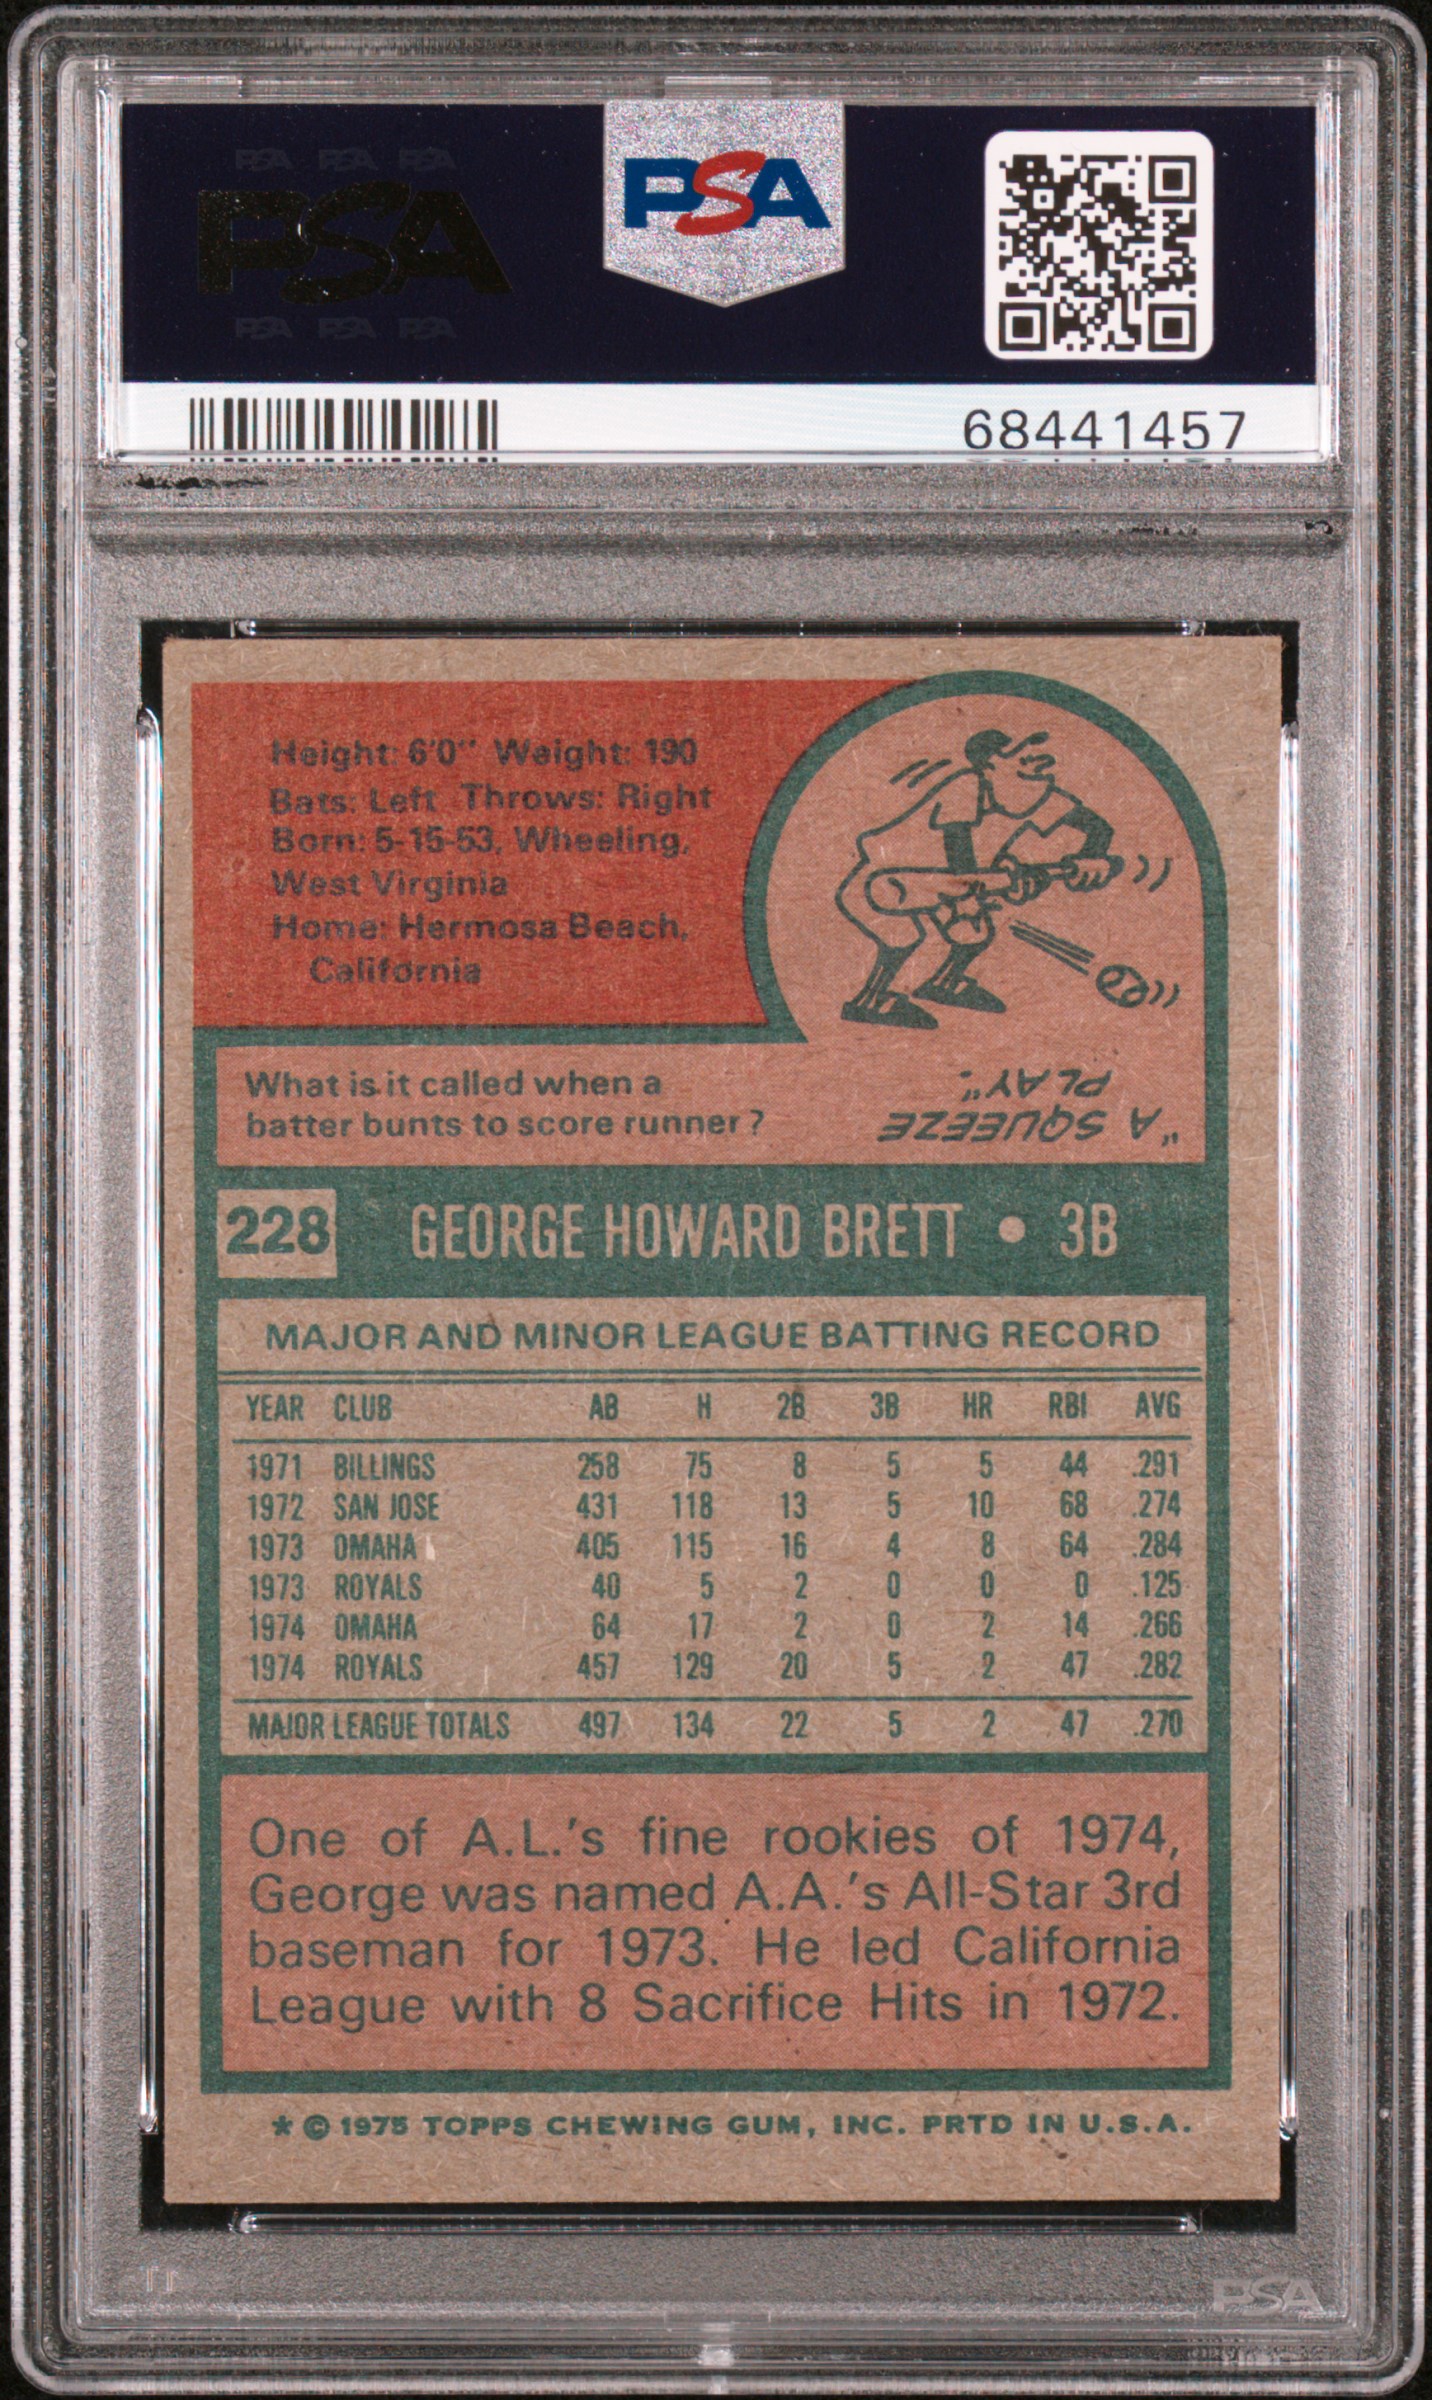 PSA PSA PSA
PSA
PSA PSA PSA
PSA
68441457
Height: 6'0" Weight: 190
Bats: Left Throws: Right
Born: 5-15-53, Wheeling,
West Virginia
Home: Hermosa Beach,
California
What is it called when a
batter bunts to score runner?
"A SQUEEZE
PLAY".
228 GEORGE HOWARD BRETT • 3B
MAJOR AND MINOR LEAGUE BATTING RECORD
YEAR CLUB AB H 2B 3B HR RBI AVG
1971 BILLINGS 258 75 8 5 5 44 .291
1972 SAN JOSE 431 118 13 5 10 68 .274
1973 OMAHA 405 115 16 4 8 64 .284
1973 ROYALS 40 5 2 0 0 0 .125
1974 OMAHA 64 17 2 0 2 14 .266
1974 ROYALS 457 129 20 5 2 47 .282
MAJOR LEAGUE TOTALS 497 134 22 5 2 47 .270
One of A.L.'s fine rookies of 1974,
George was named A.A.'s All-Star 3rd
baseman for 1973. He led California
League with 8 Sacrifice Hits in 1972.
* © 1975 TOPPS CHEWING GUM, INC. PRTD IN U.S.A.
PSA